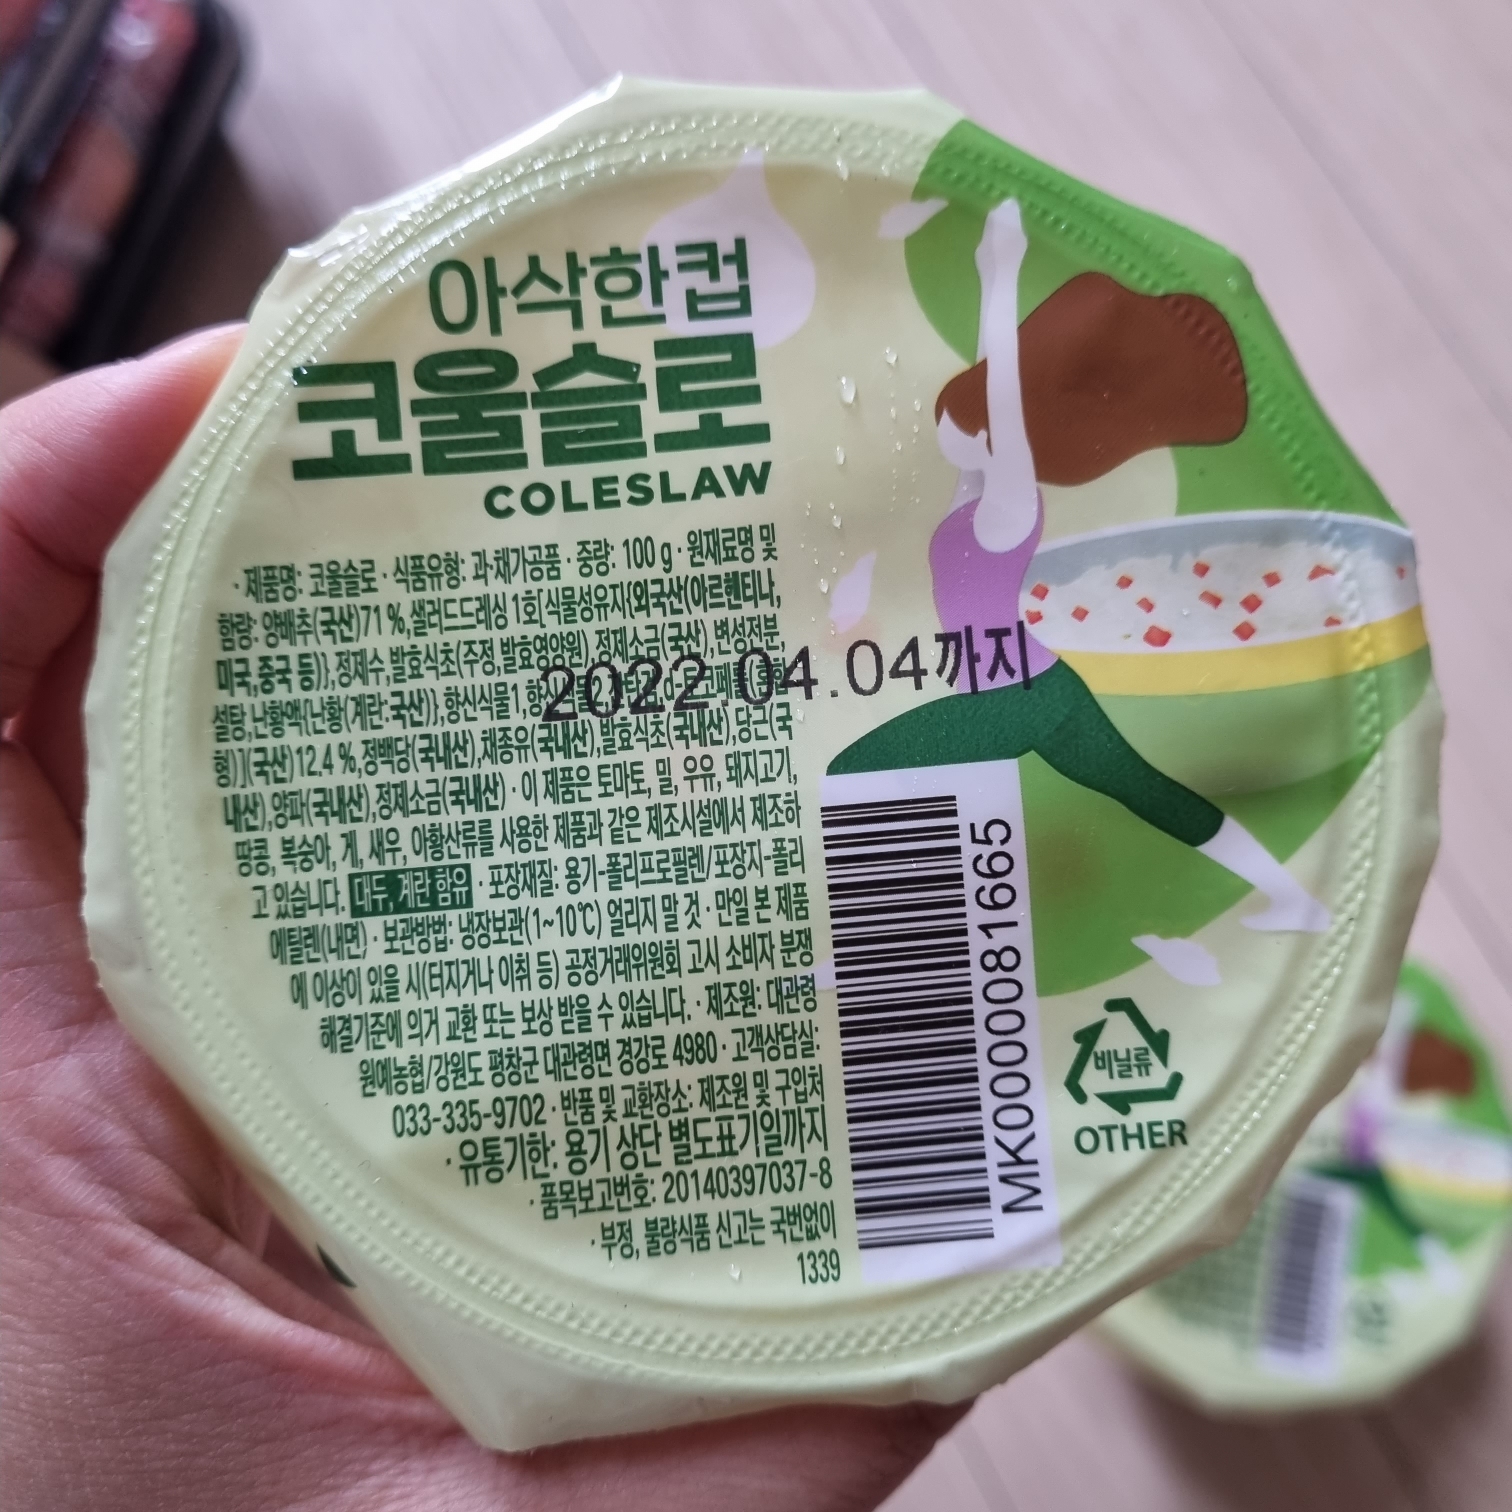 아삭한컵
코울슬로
COLESLAW
· 제품명: 코울슬로 · 식품유형: 과·채가공품 · 중량: 100 g · 원재료명 및
함량: 양배추(국산)71 %,샐러드드레싱 1호[식물성유지{외국산(아르헨티나,
미국,중국 등)},정제수,발효식초(주정,발효영양원),정제소금(국산),변성전분,
설탕,난황액{난황(계란:국산)},향신식물1,
2022.04.04까지
형)](국산)12.4 %,정백당(국내산),채종유(국내산),발효식초(국내산),당근(국
내산),양파(국내산),정제소금(국내산) · 이 제품은 토마토, 밀, 우유, 돼지고기,
땅콩, 복숭아, 게, 새우, 아황산류를 사용한 제품과 같은 제조시설에서 제조하
고 있습니다. 대두, 계란 함유 · 포장재질: 용기-폴리프로필렌/포장지-폴리
에틸렌(내면) · 보관방법: 냉장보관(1~10℃) 얼리지 말 것 · 만일 본 제품
에 이상이 있을 시(터지거나 이취 등) 공정거래위원회 고시 소비자 분쟁
해결기준에 의거 교환 또는 보상 받을 수 있습니다. · 제조원: 대관령
원예농협/강원도 평창군 대관령면 경강로 4980 · 고객상담실:
033-335-9702 · 반품 및 교환장소: 제조원 및 구입처
· 유통기한: 용기 상단 별도표기일까지
· 품목보고번호: 20140397037-8
· 부정, 불량식품 신고는 국번없이
1339
MK0000081665
비닐류
OTHER